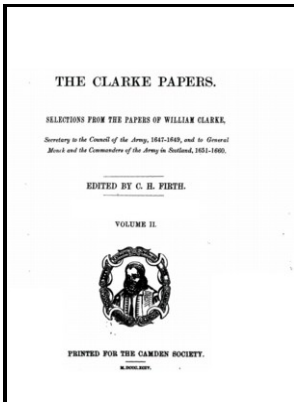 THE CLARKE PAPERS.
SELECTIONS FROM THE PAPERS OF WILLIAM CLARKE,
Secretary to the Council of the Army, 1647-1649, and to General
Monck and the Commanders of the Army in Scotland, 1651-1660.
EDITED BY C. H. FIRTH.
VOLUME II.
PRINTED FOR THE CAMDEN SOCIETY.